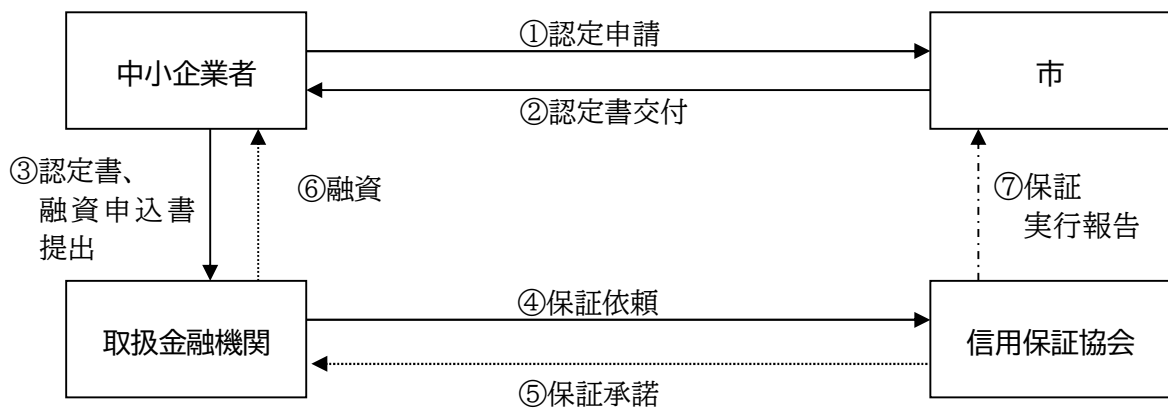 ①認定申請
中小企業者
市
②認定書交付
③認定書、
融資申込書
提出
⑥融資
⑦保証
実行報告
④保証依頼
取扱金融機関
信用保証協会
⑤保証承諾